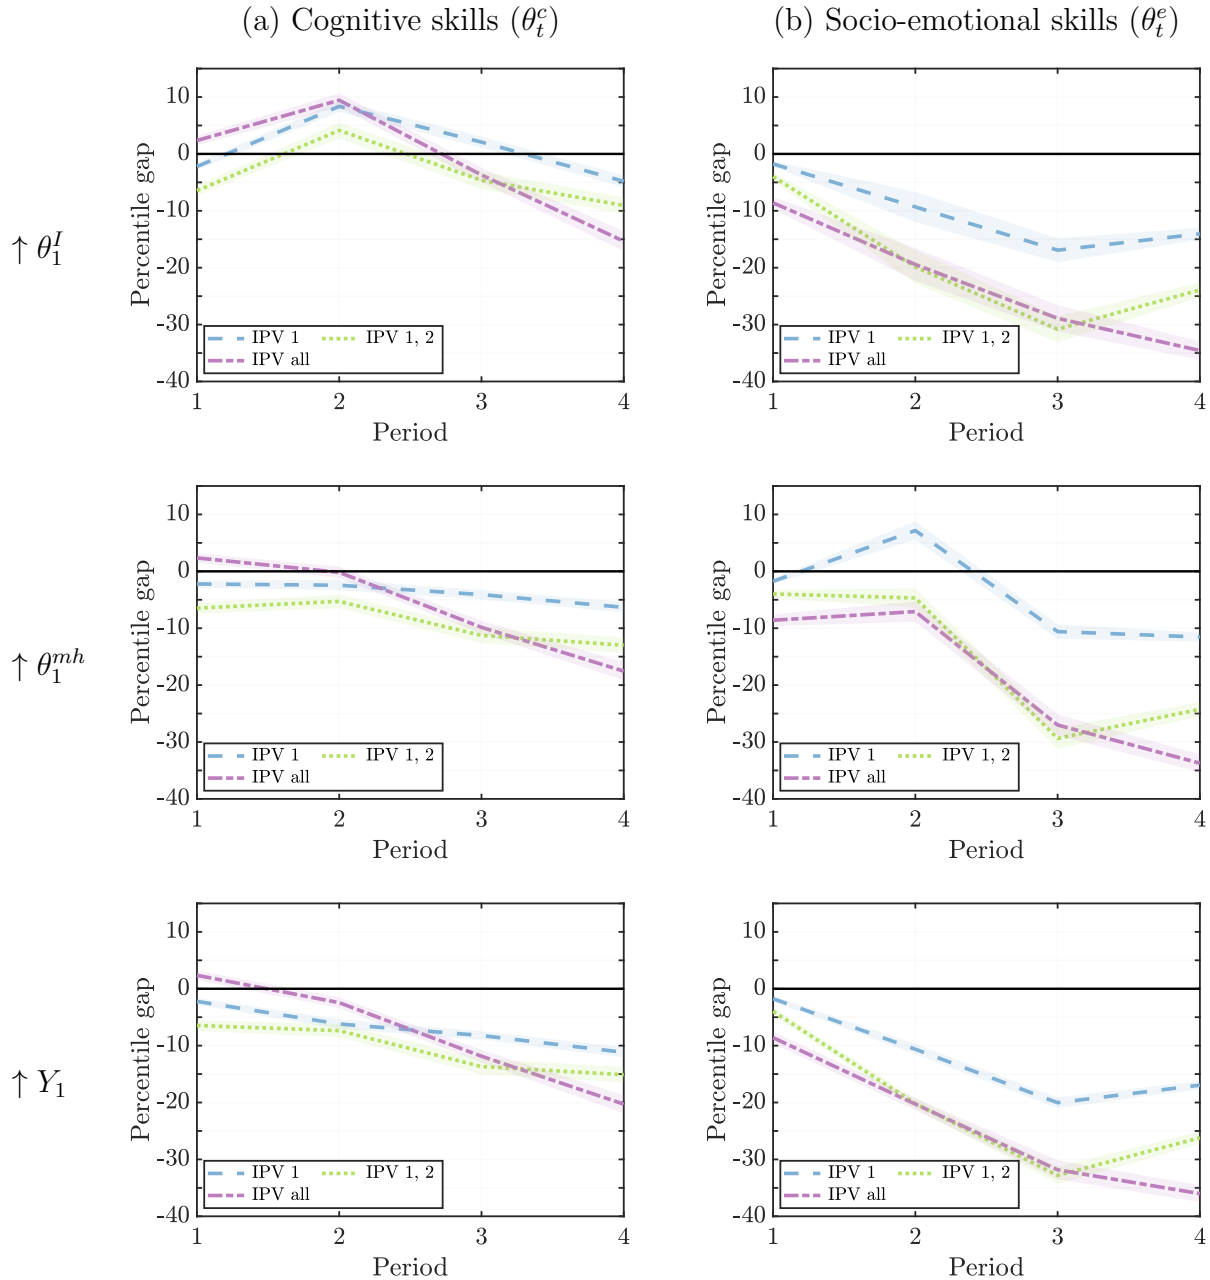 (a) Cognitive skills (θ_t^c)
(b) Socio-emotional skills (θ_t^e)
↑ θ_1^I
Percentile gap
10
0
-10
-20
-30
-40
IPV 1
IPV 1, 2
IPV all
1 2 3 4
Period
Percentile gap
10
0
-10
-20
-30
-40
IPV 1
IPV 1, 2
IPV all
1 2 3 4
Period
↑ θ_1^{mh}
Percentile gap
10
0
-10
-20
-30
-40
IPV 1
IPV 1, 2
IPV all
1 2 3 4
Period
Percentile gap
10
0
-10
-20
-30
-40
IPV 1
IPV 1, 2
IPV all
1 2 3 4
Period
↑ Y_1
Percentile gap
10
0
-10
-20
-30
-40
IPV 1
IPV 1, 2
IPV all
1 2 3 4
Period
Percentile gap
10
0
-10
-20
-30
-40
IPV 1
IPV 1, 2
IPV all
1 2 3 4
Period